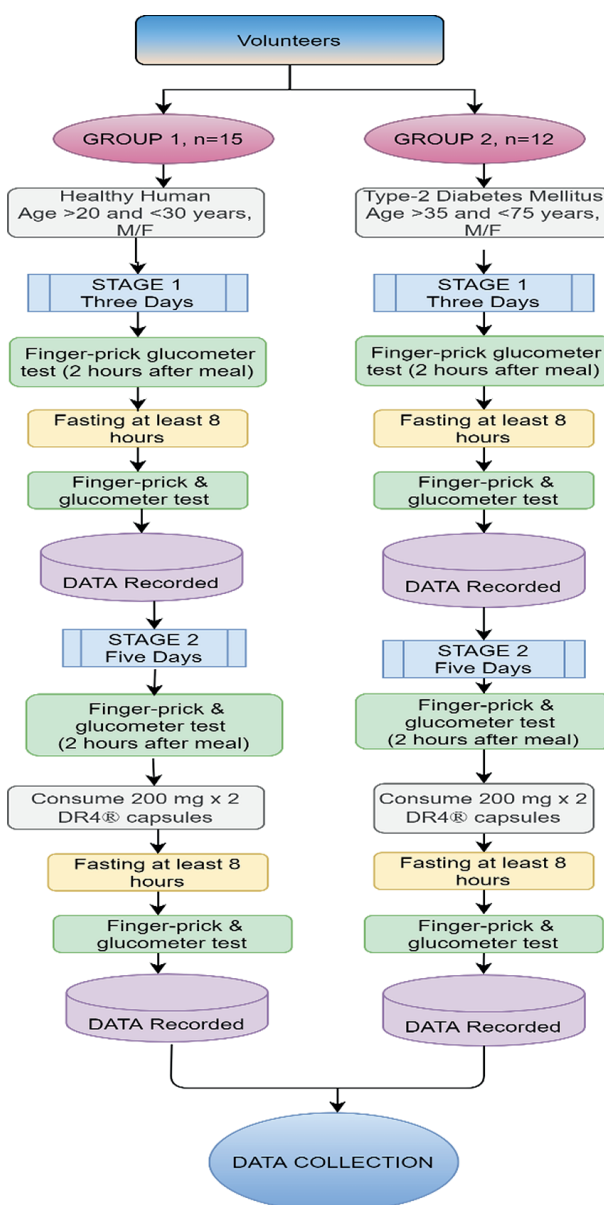 Volunteers
GROUP 1, n=15
GROUP 2, n=12
Healthy Human
Age >20 and <30 years,
M/F
Type-2 Diabetes Mellitus
Age >35 and <75 years,
M/F
STAGE 1
Three Days
STAGE 1
Three Days
Finger-prick glucometer
test (2 hours after meal)
Finger-prick glucometer
test (2 hours after meal)
Fasting at least 8
hours
Fasting at least 8
hours
Finger-prick &
glucometer test
Finger-prick &
glucometer test
DATA Recorded
DATA Recorded
STAGE 2
Five Days
STAGE 2
Five Days
Finger-prick &
glucometer test
(2 hours after meal)
Finger-prick &
glucometer test
(2 hours after meal)
Consume 200 mg x 2
DR4® capsules
Consume 200 mg x 2
DR4® capsules
Fasting at least 8
hours
Fasting at least 8
hours
Finger-prick &
glucometer test
Finger-prick &
glucometer test
DATA Recorded
DATA Recorded
DATA COLLECTION